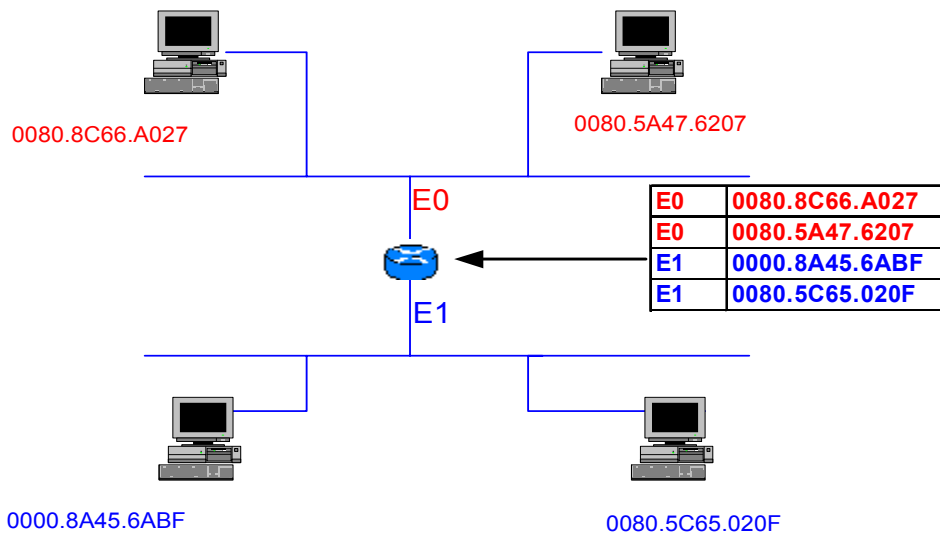 0080.8C66.A027
0080.5A47.6207
E0
E0 0080.8C66.A027
E0 0080.5A47.6207
E1 0000.8A45.6ABF
E1 0080.5C65.020F
E1
0000.8A45.6ABF
0080.5C65.020F